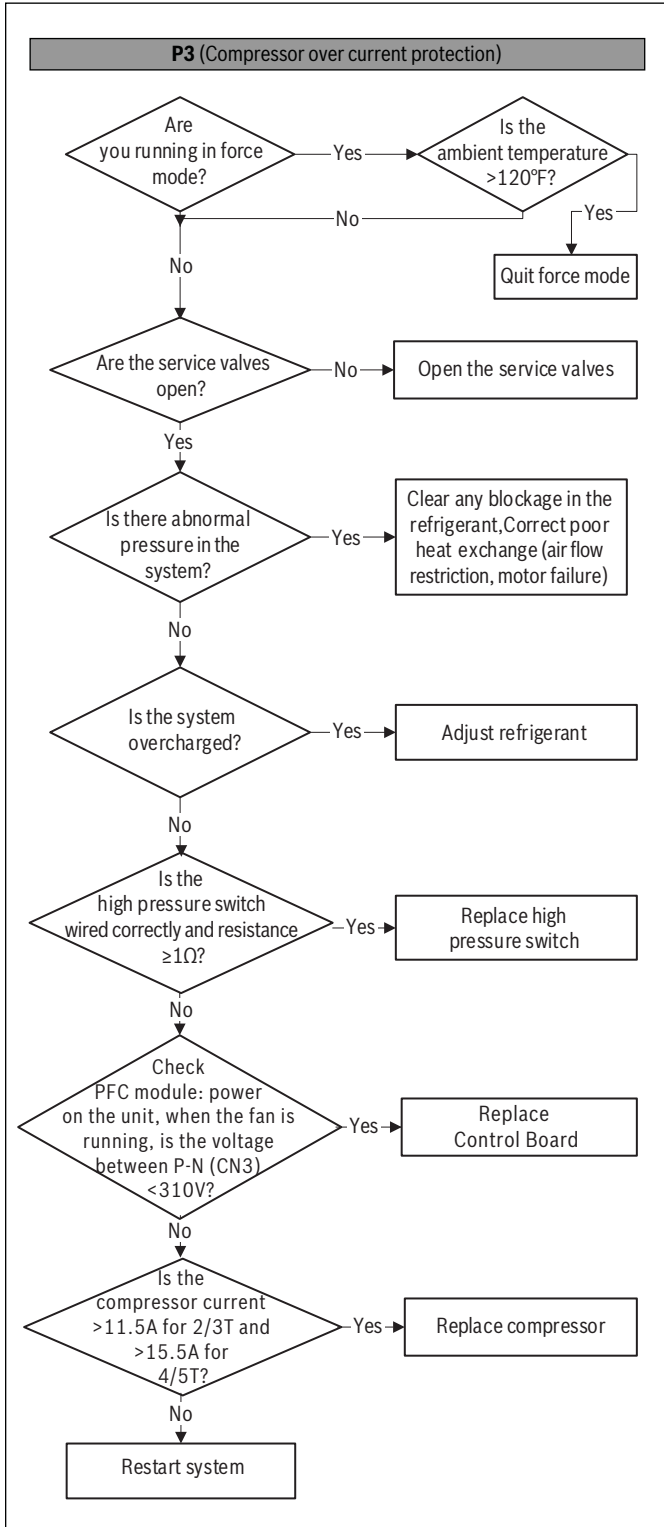 P3 (Compressor over current protection)
Are
you running in force
mode?
Yes
Is the
ambient temperature
>120°F?
No
Yes
No
Quit force mode
Are the service valves
open?
No
Open the service valves
Yes
Is there abnormal
pressure in the
system?
Yes
Clear any blockage in the
refrigerant,Correct poor
heat exchange (air flow
restriction, motor failure)
No
Is the system
overcharged?
Yes
Adjust refrigerant
No
Is the
high pressure switch
wired correctly and resistance
≥1Ω?
Yes
Replace high
pressure switch
No
Check
PFC module: power
on the unit, when the fan is
running, is the voltage
between P-N (CN3)
<310V?
Yes
Replace
Control Board
No
Is the
compressor current
>11.5A for 2/3T and
>15.5A for
4/5T?
Yes
Replace compressor
No
Restart system